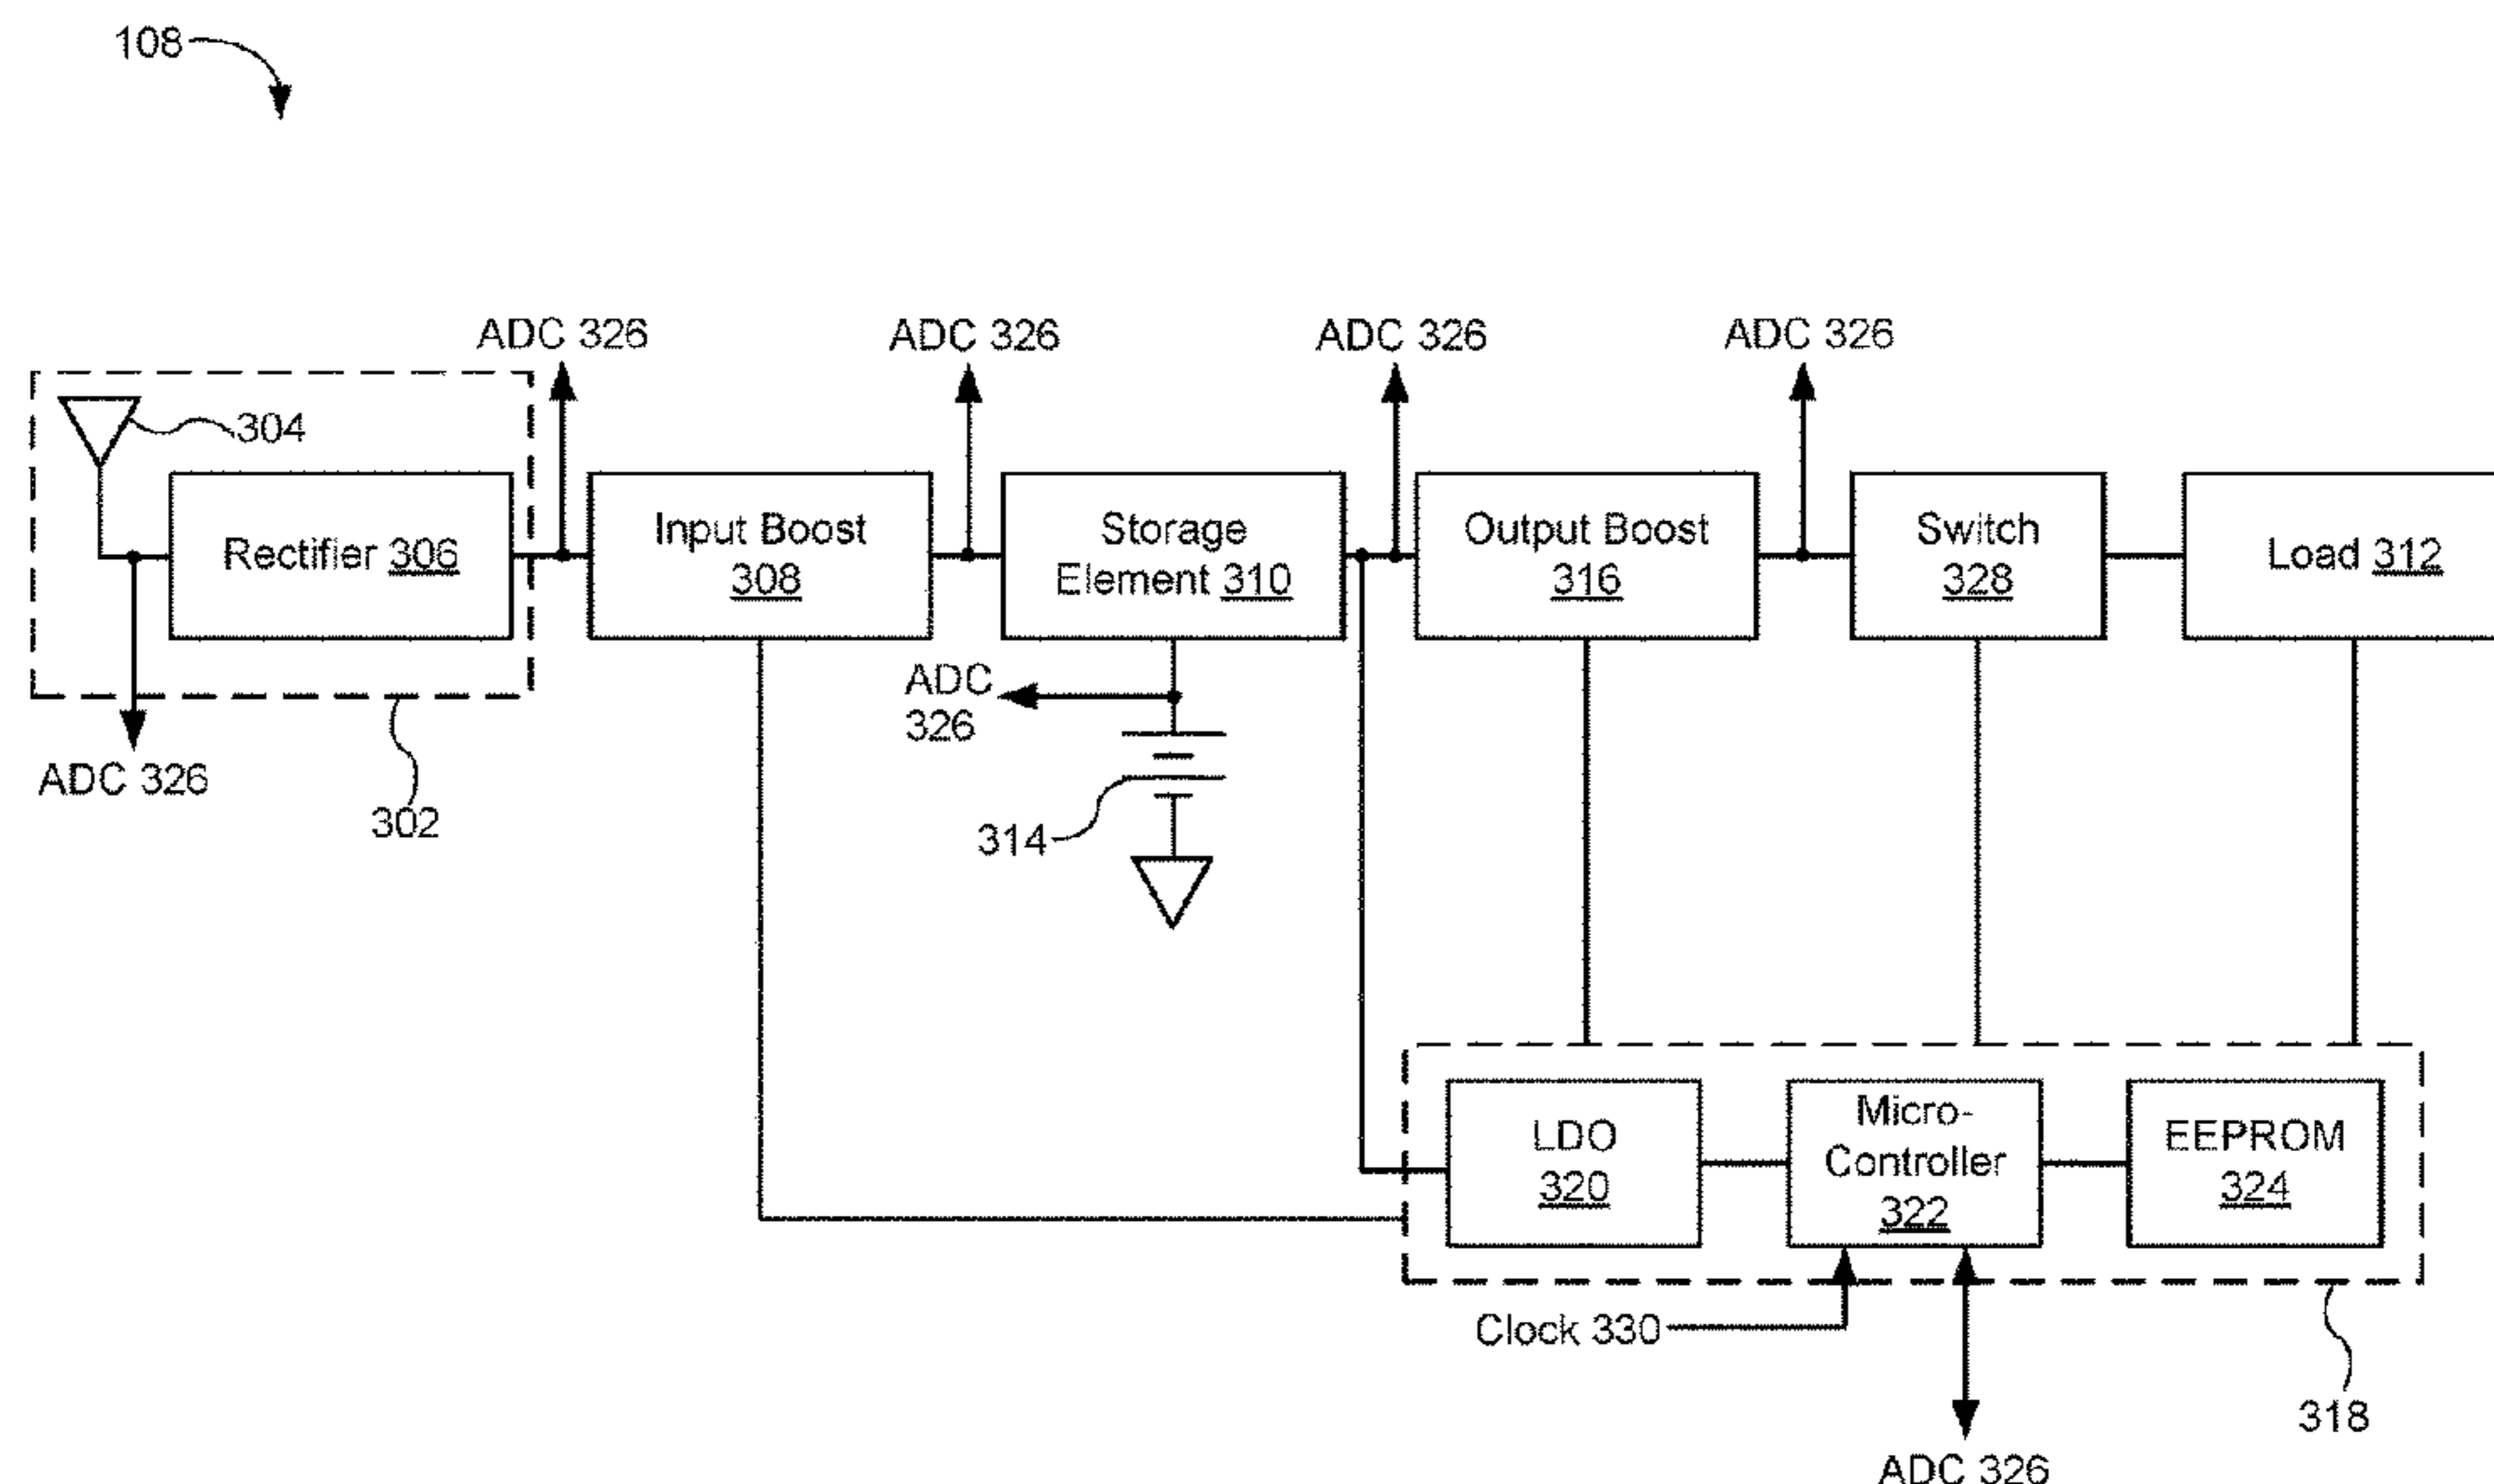 108
ADC 326
ADC 326
ADC 326
ADC 326
304
Rectifier 306
Input Boost
308
Storage
Element 310
Output Boost
316
Switch
328
Load 312
ADC
326
ADC 326
302
314
LDO
320
Micro-
Controller
322
EEPROM
324
Clock 330
318
ADC 326